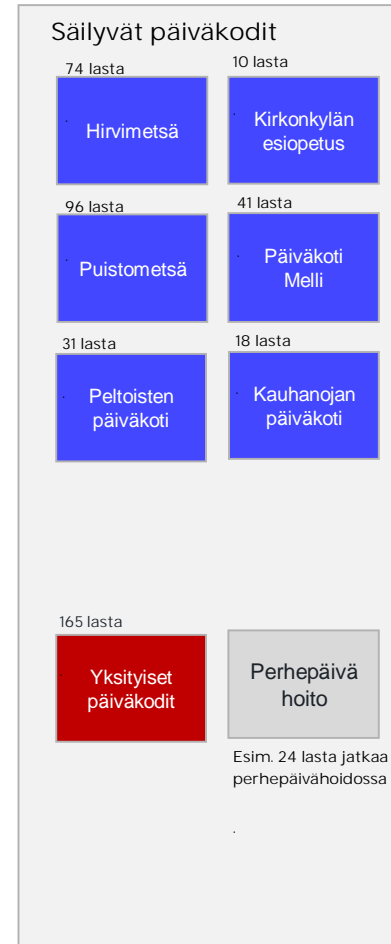 Säilyvät päiväkodit
74 lasta
10 lasta
Hirvimetsä
Kirkonkylän
esiopetus
96 lasta
41 lasta
Puistometsä
Päiväkoti
Melli
31 lasta
18 lasta
Peltoisten
päiväkoti
Kauhanojan
päiväkoti
165 lasta
Yksityiset
päiväkodit
Perhepäivä
hoito
Esim. 24 lasta jatkaa
perhepäivähoidossa
.